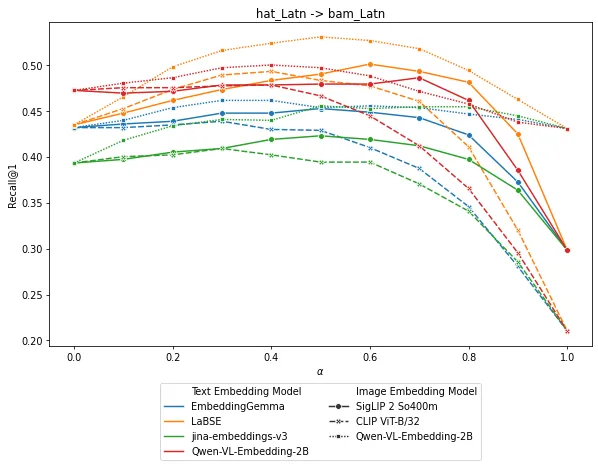 hat_Latn -> bam_Latn
Recall@1
0.50
0.45
0.40
0.35
0.30
0.25
0.20
0.0
0.2
0.4
0.6
0.8
1.0
α
Text Embedding Model
EmbeddingGemma
LaBSE
jina-embeddings-v3
Qwen-VL-Embedding-2B
Image Embedding Model
SigLIP 2 So400m
CLIP ViT-B/32
Qwen-VL-Embedding-2B